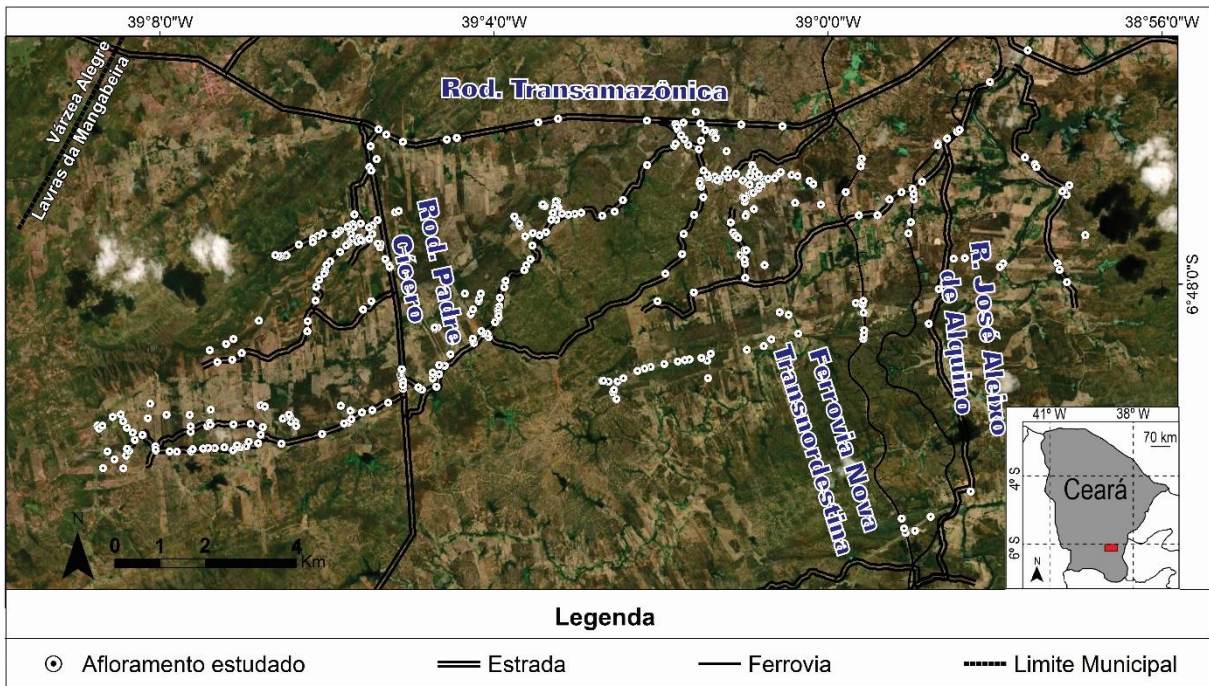 39°8'0"W
39°4'0"W
39°0'0"W
38°56'0"W
Várzea Alegre
Lavras da Mangabeira
Rod. Transamazônica
Rod. Padre
Cícero
6°48'0"S
R. José Aleixo
de Alquino
Ferrovia Nova
Transnordestina
N
0 1 2 4
Km
41° W
38° W
70 km
4° S
Ceará
6° S
N
Legenda
Afloramento estudado
Estrada
Ferrovia
Limite Municipal